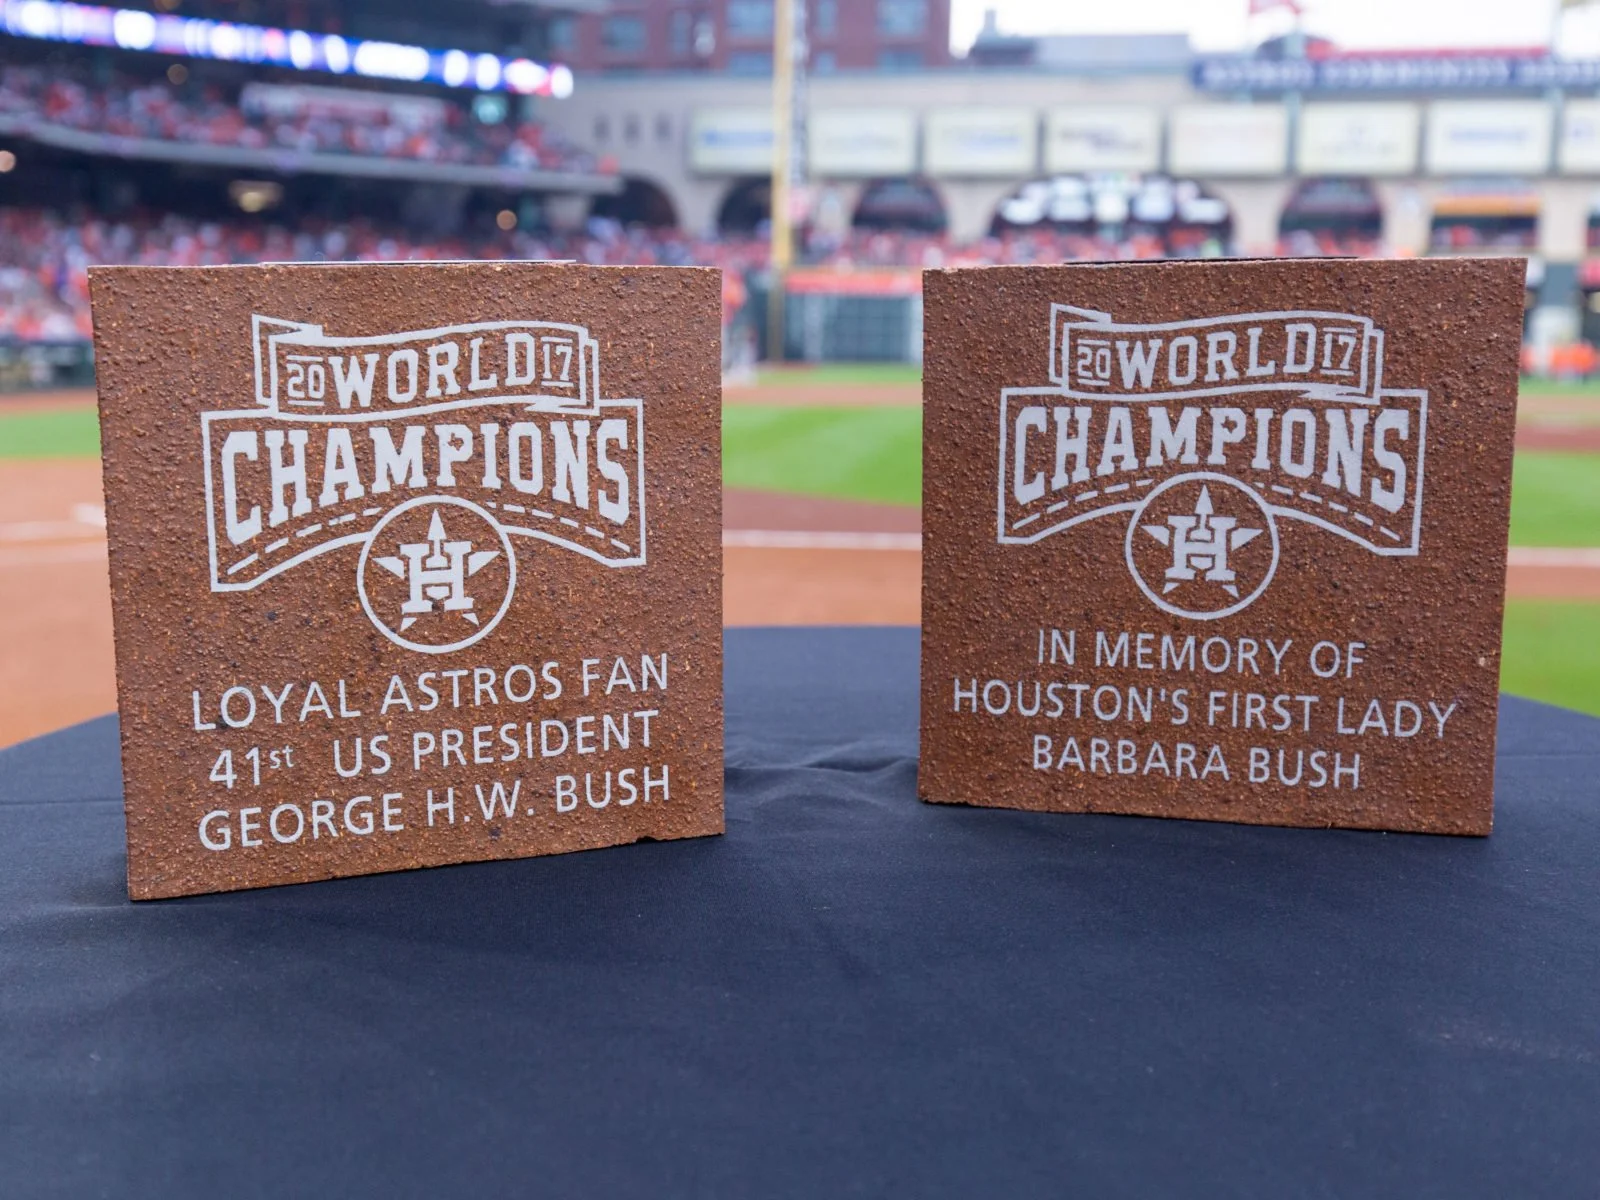 20 WORLD 17
CHAMPIONS
H
LOYAL ASTROS FAN
41st US PRESIDENT
GEORGE H.W. BUSH
20 WORLD 17
CHAMPIONS
H
IN MEMORY OF
HOUSTON'S FIRST LADY
BARBARA BUSH